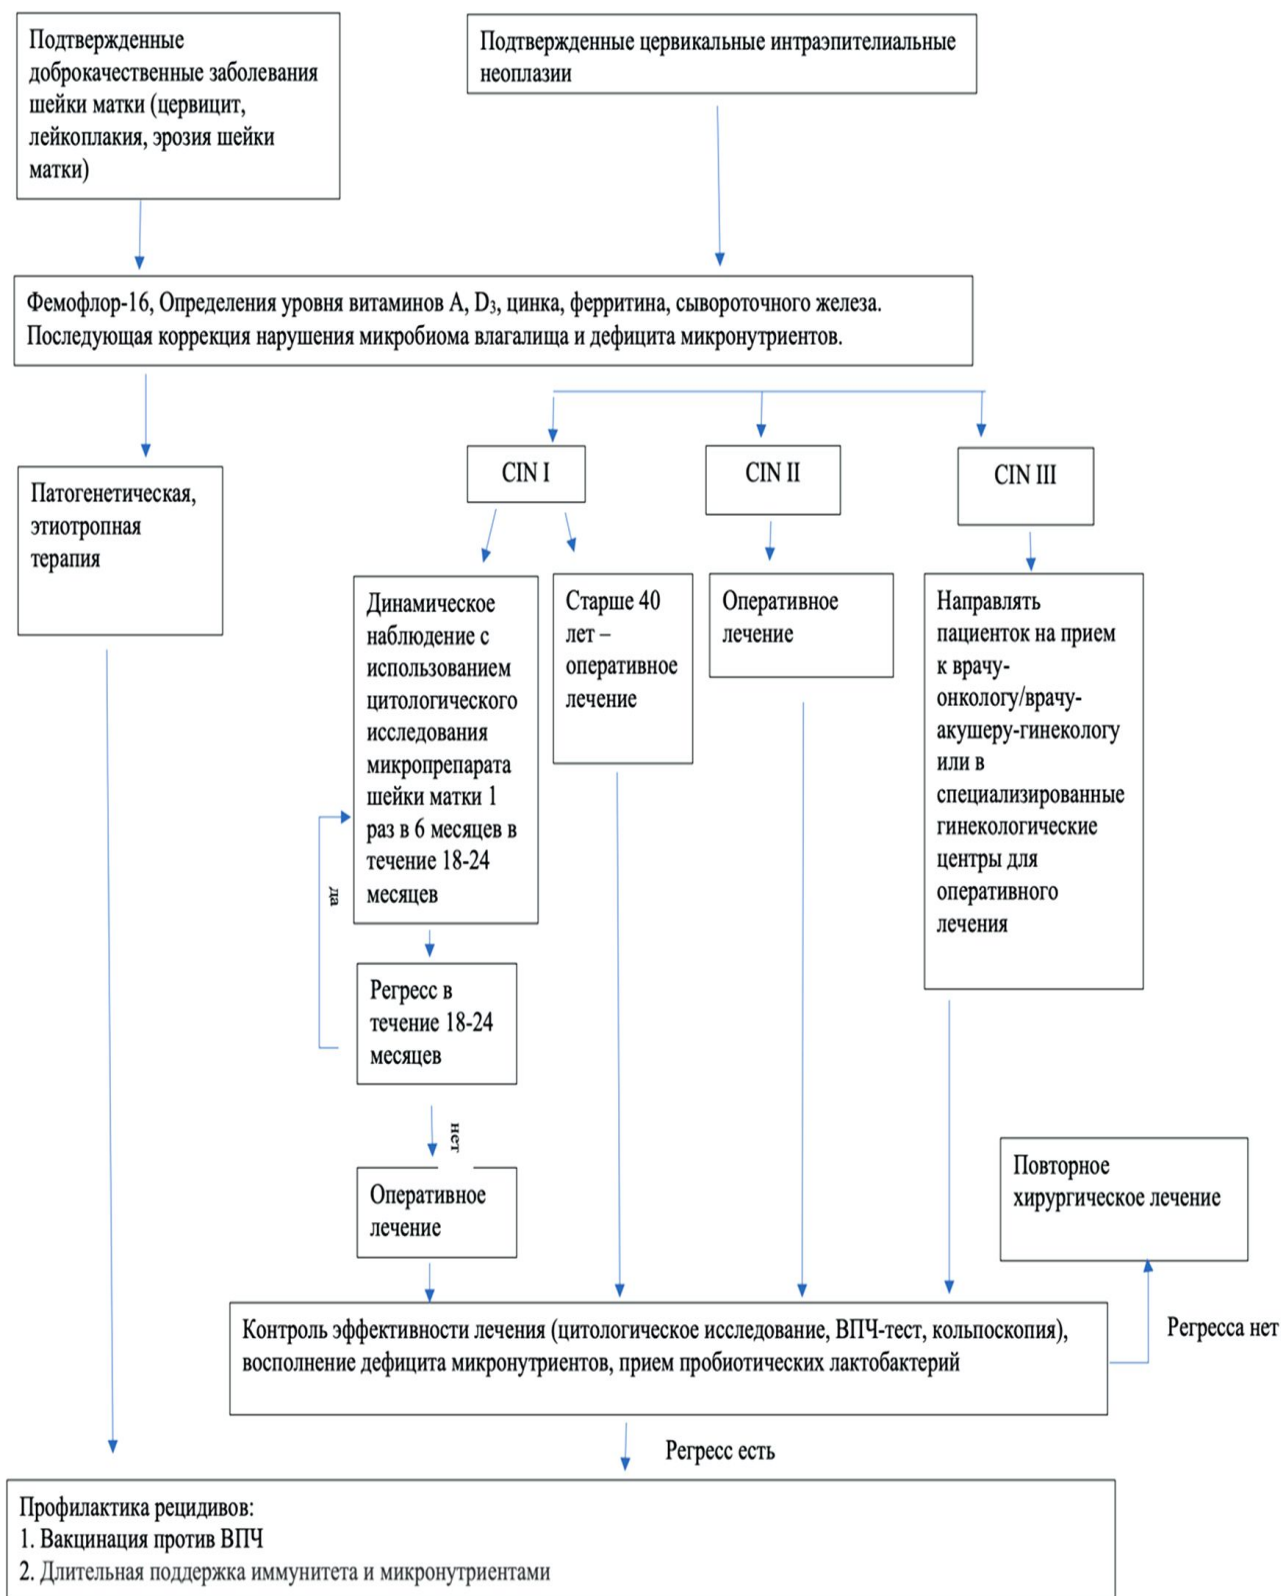 Подтвержденные
доброкачественные заболевания
шейки матки (цервицит,
лейкоплакия, эрозия шейки
матки)
Подтвержденные цервикальные интраэпителиальные
неоплазии
Фемофлор-16, Определения уровня витаминов А, D₃, цинка, ферритина, сывороточного железа.
Последующая коррекция нарушения микробиома влагалища и дефицита микронутриентов.
Патогенетическая,
этиотропная
терапия
CIN I
CIN II
CIN III
Динамическое
наблюдение с
использованием
цитологического
исследования
микропрепарата
шейки матки 1
раз в 6 месяцев в
течение 18-24
месяцев
Старше 40
лет –
оперативное
лечение
Оперативное
лечение
Направлять
пациенток на прием
к врачу-
онкологу/врачу-
акушеру-гинекологу
или в
специализированные
гинекологические
центры для
оперативного
лечения
да
Регресс в
течение 18-24
месяцев
нет
Оперативное
лечение
Повторное
хирургическое лечение
Контроль эффективности лечения (цитологическое исследование, ВПЧ-тест, кольпоскопия),
восполнение дефицита микронутриентов, прием пробиотических лактобактерий
Регресса нет
Регресс есть
Профилактика рецидивов:
1. Вакцинация против ВПЧ
2. Длительная поддержка иммунитета и микронутриентами